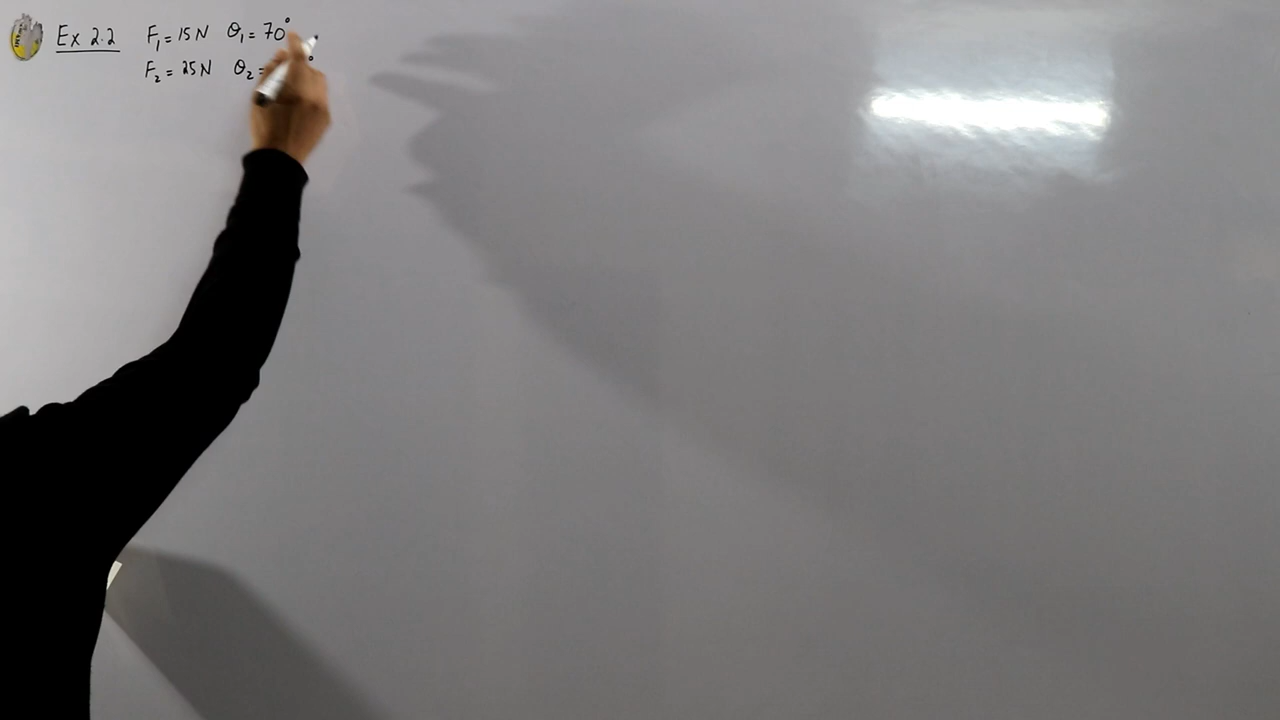 Ex 2.2 F₁ = 15 N θ₁ = 70°
F₂ = 25 N θ₂ = °